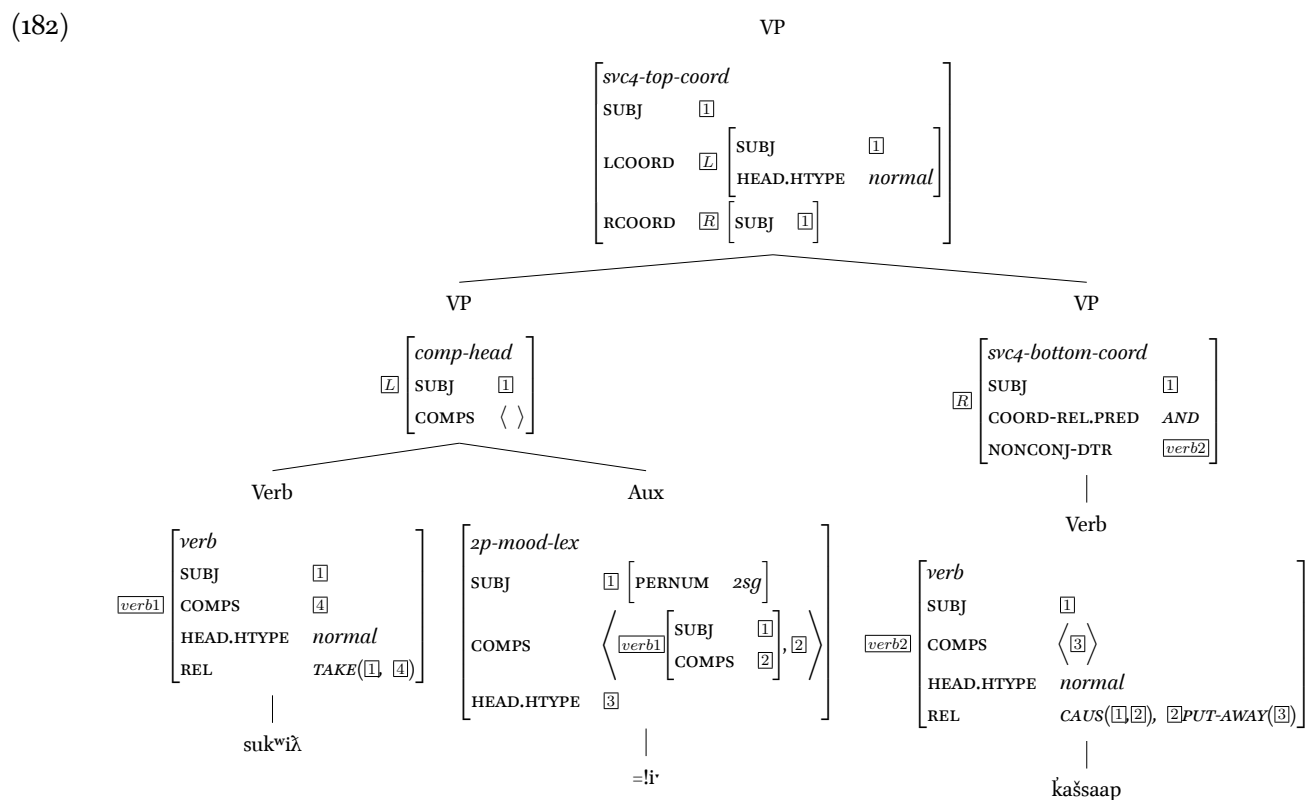 (182)
VP
svc4-top-coord
SUBJ 1
LCOORD L [SUBJ 1
HEAD.HTYPE normal]
RCOORD R [SUBJ 1]
VP VP
L [comp-head
SUBJ 1
COMPS ⟨ ⟩]
R [svc4-bottom-coord
SUBJ 1
COORD-REL.PRED AND
NONCONJ-DTR verb2]
Verb Aux
Verb
verb1 [verb
SUBJ 1
COMPS 4
HEAD.HTYPE normal
REL TAKE(1, 4)]
sukʷiƛ̓
[2p-mood-lex
SUBJ 1 [PERNUM 2sg]
COMPS ⟨verb1 [SUBJ 1
COMPS 2], 2⟩
HEAD.HTYPE 3]
=!iˑ
verb2 [verb
SUBJ 1
COMPS ⟨3⟩
HEAD.HTYPE normal
REL CAUS(1,2), 2PUT-AWAY(3)]
k̓ašsaap